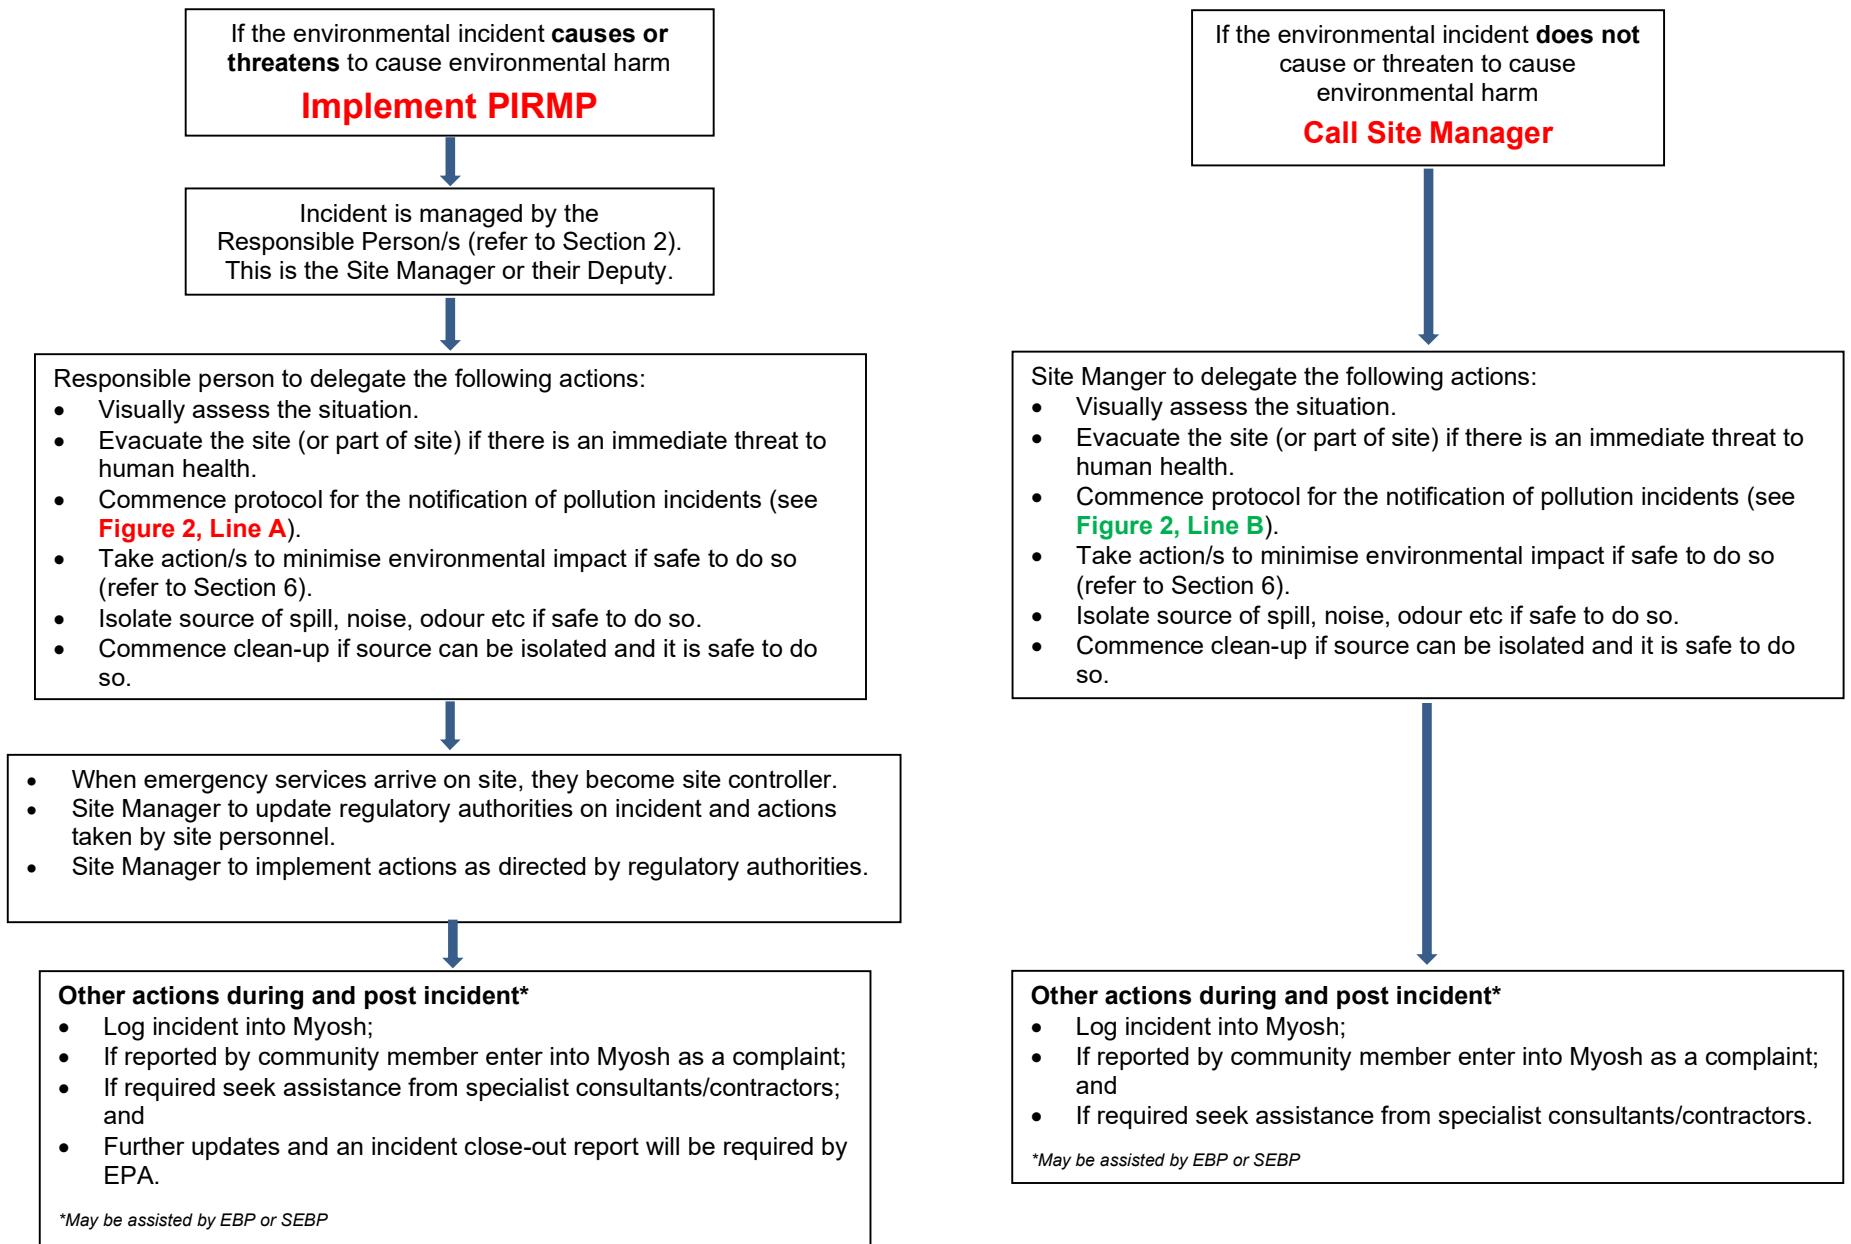 If the environmental incident causes or
threatens to cause environmental harm
Implement PIRMP
Incident is managed by the
Responsible Person/s (refer to Section 2).
This is the Site Manager or their Deputy.
Responsible person to delegate the following actions:
• Visually assess the situation.
• Evacuate the site (or part of site) if there is an immediate threat to
human health.
• Commence protocol for the notification of pollution incidents (see
Figure 2, Line A).
• Take action/s to minimise environmental impact if safe to do so
(refer to Section 6).
• Isolate source of spill, noise, odour etc if safe to do so.
• Commence clean-up if source can be isolated and it is safe to do
so.
• When emergency services arrive on site, they become site controller.
• Site Manager to update regulatory authorities on incident and actions
taken by site personnel.
• Site Manager to implement actions as directed by regulatory authorities.
Other actions during and post incident*
• Log incident into Myosh;
• If reported by community member enter into Myosh as a complaint;
• If required seek assistance from specialist consultants/contractors;
and
• Further updates and an incident close-out report will be required by
EPA.
*May be assisted by EBP or SEBP
If the environmental incident does not
cause or threaten to cause
environmental harm
Call Site Manager
Site Manger to delegate the following actions:
• Visually assess the situation.
• Evacuate the site (or part of site) if there is an immediate threat to
human health.
• Commence protocol for the notification of pollution incidents (see
Figure 2, Line B).
• Take action/s to minimise environmental impact if safe to do so
(refer to Section 6).
• Isolate source of spill, noise, odour etc if safe to do so.
• Commence clean-up if source can be isolated and it is safe to do
so.
Other actions during and post incident*
• Log incident into Myosh;
• If reported by community member enter into Myosh as a complaint;
and
• If required seek assistance from specialist consultants/contractors.
*May be assisted by EBP or SEBP